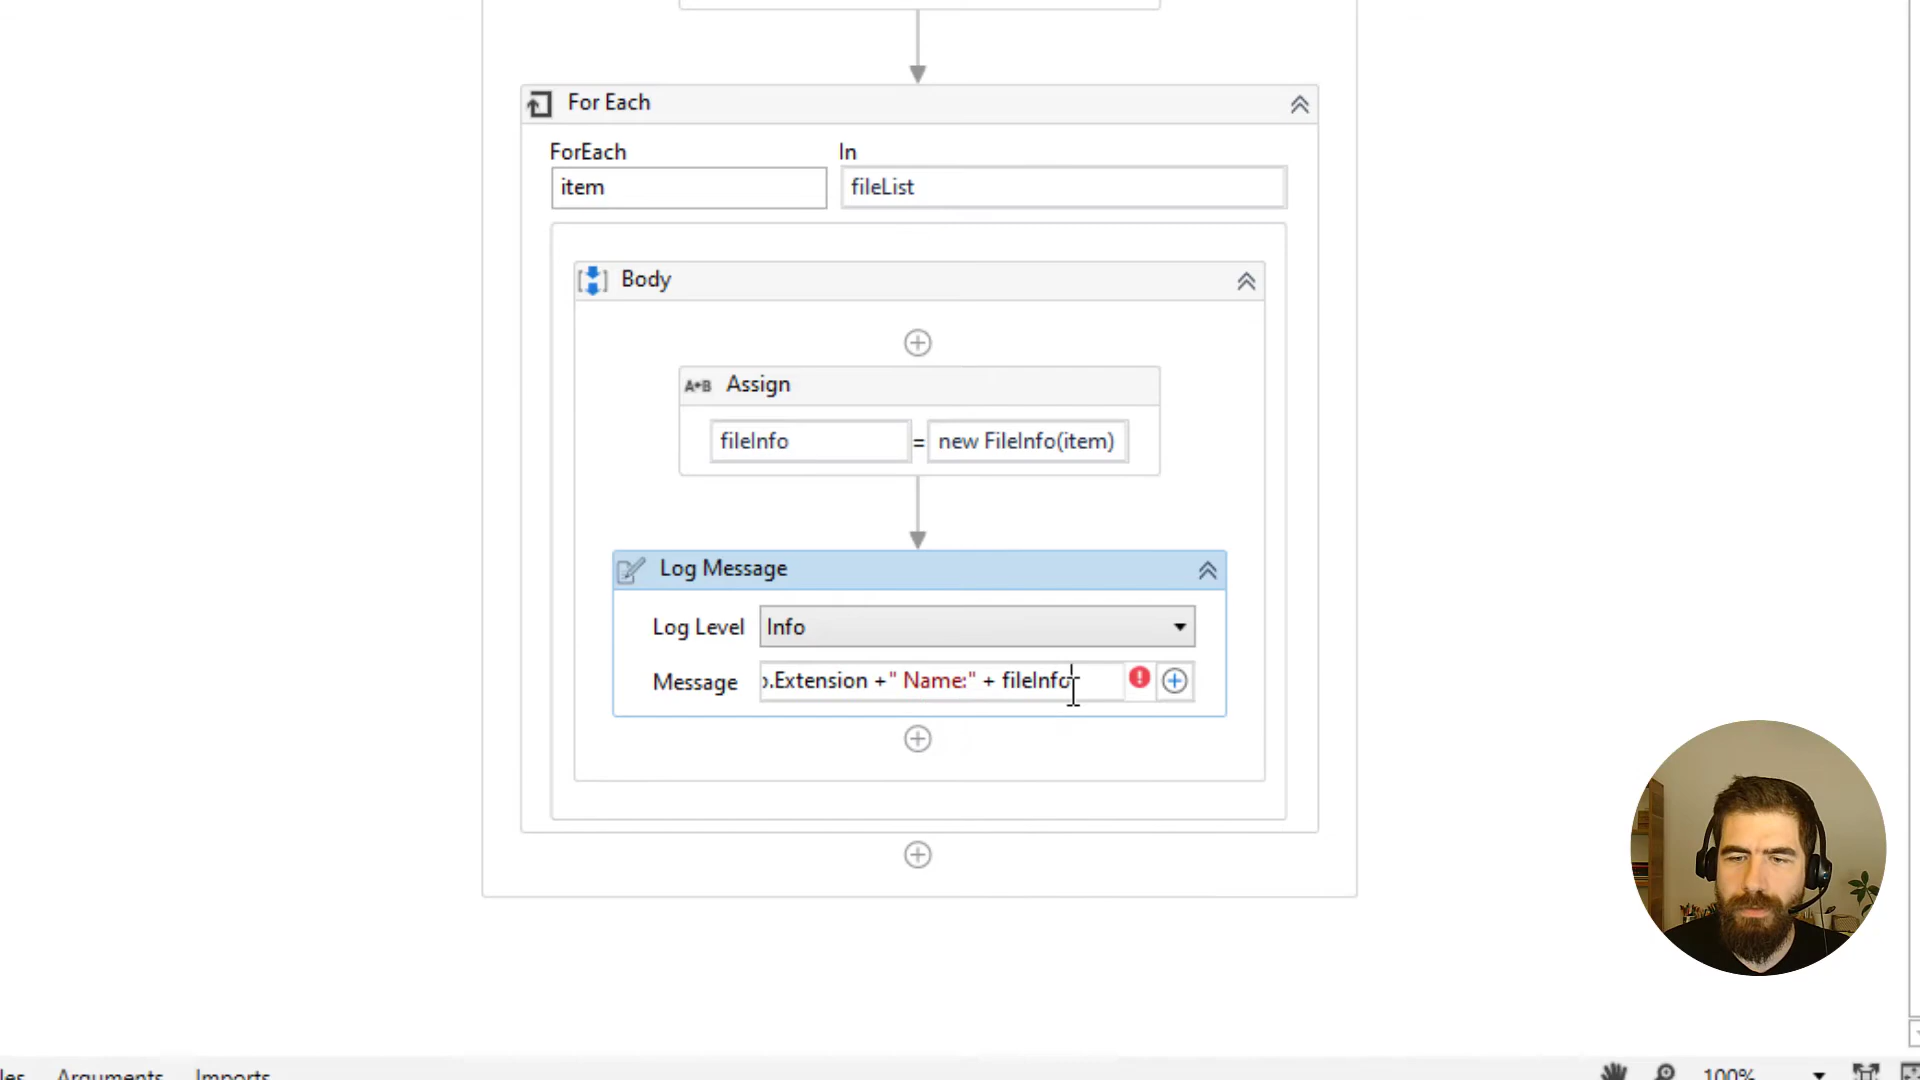 For Each
ForEach In
item fileList
Body
A+B Assign
fileInfo = new FileInfo(item)
Log Message
Log Level Info
Message o.Extension +" Name:" + fileInfo
Arguments Imports 100%